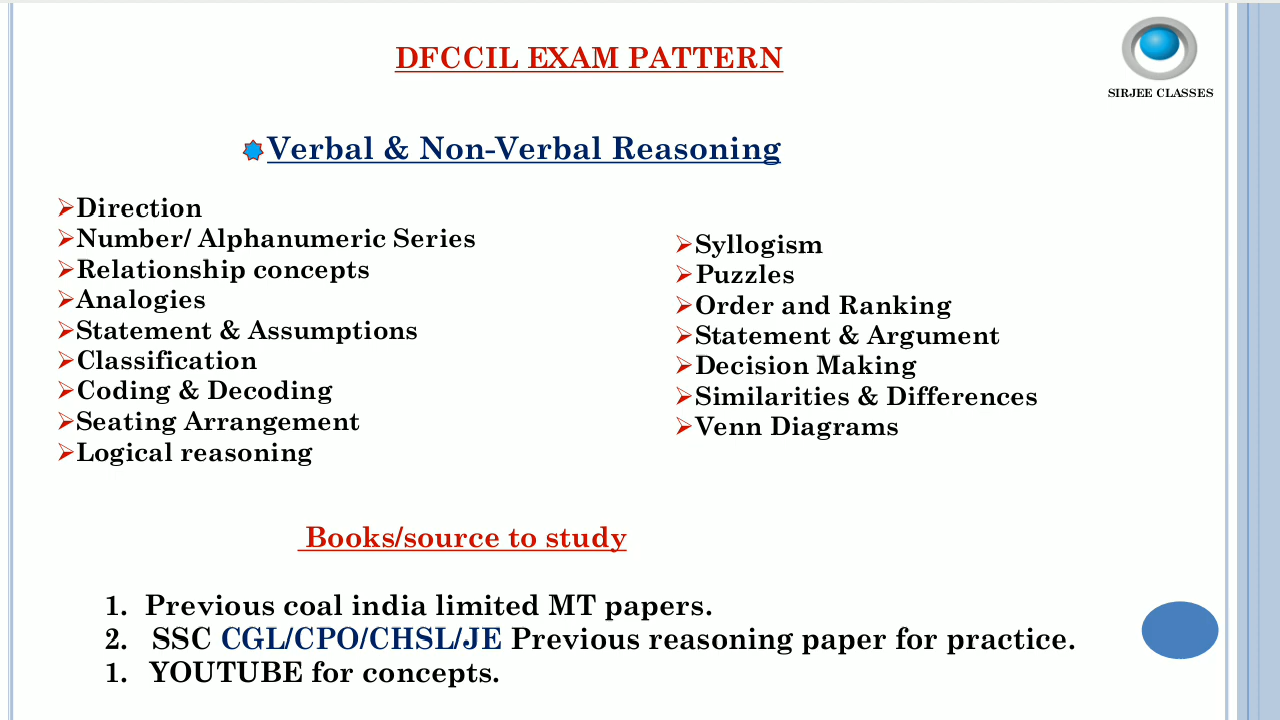 DFCCIL EXAM PATTERN
SIRJEE CLASSES
Verbal & Non-Verbal Reasoning
Direction
Number/ Alphanumeric Series
Relationship concepts
Analogies
Statement & Assumptions
Classification
Coding & Decoding
Seating Arrangement
Logical reasoning
Syllogism
Puzzles
Order and Ranking
Statement & Argument
Decision Making
Similarities & Differences
Venn Diagrams
Books/source to study
1. Previous coal india limited MT papers.
2. SSC CGL/CPO/CHSL/JE Previous reasoning paper for practice.
1. YOUTUBE for concepts.